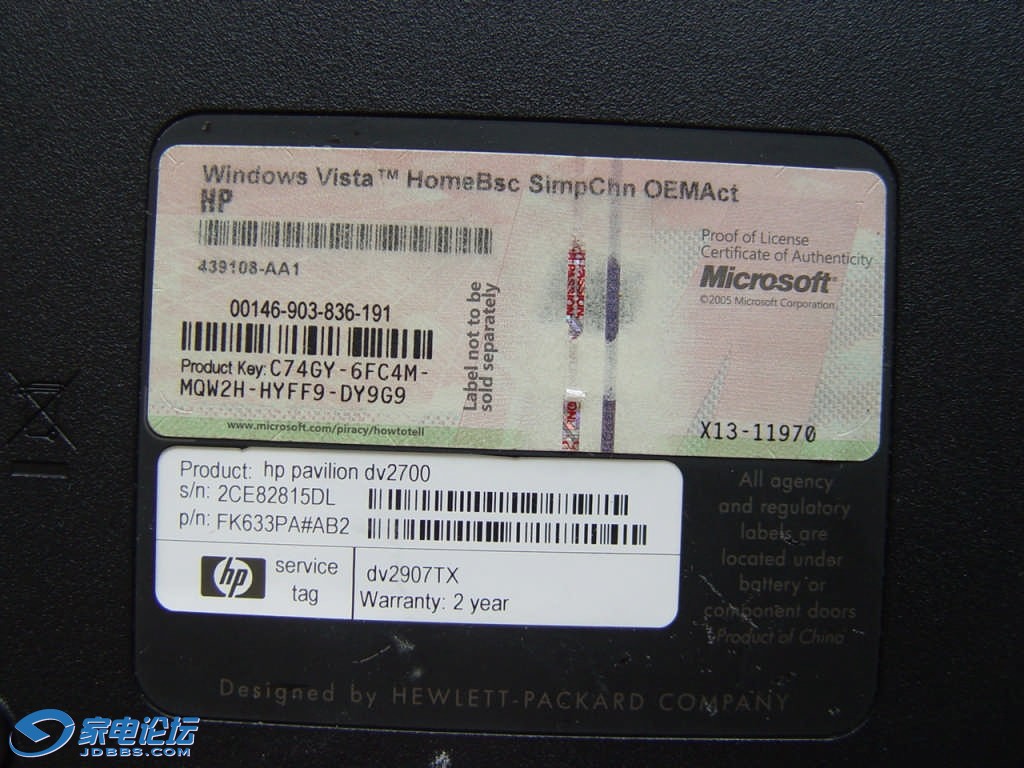 Windows Vista™ HomeBsc SimpChn OEMAct
HP
439108-AA1
00146-903-836-191
Product Key: C74GY-6FC4M-
MQW2H-HYFF9-DY9G9
www.microsoft.com/piracy/howtotell
Label not to be
sold separately
Proof of License
Certificate of Authenticity
Microsoft®
©2005 Microsoft Corporation
X13-11970
Product: hp pavilion dv2700
s/n: 2CE82815DL
p/n: FK633PA#AB2
hp
service
tag
dv2907TX
Warranty: 2 year
All agency
and regulatory
labels are
located under
battery or
component doors
Product of China
Designed by HEWLETT-PACKARD COMPANY
家电论坛
JDBBS.COM